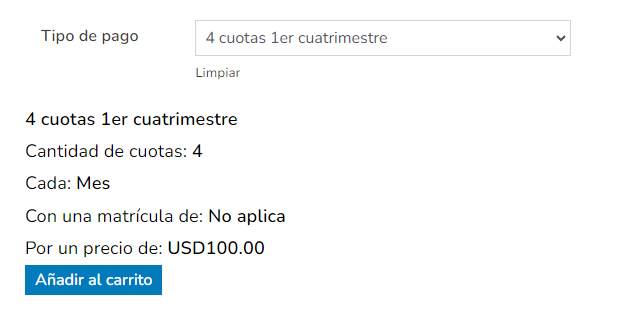 Tipo de pago
4 cuotas 1er cuatrimestre
Limpiar
4 cuotas 1er cuatrimestre
Cantidad de cuotas: 4
Cada: Mes
Con una matrícula de: No aplica
Por un precio de: USD100.00
Añadir al carrito